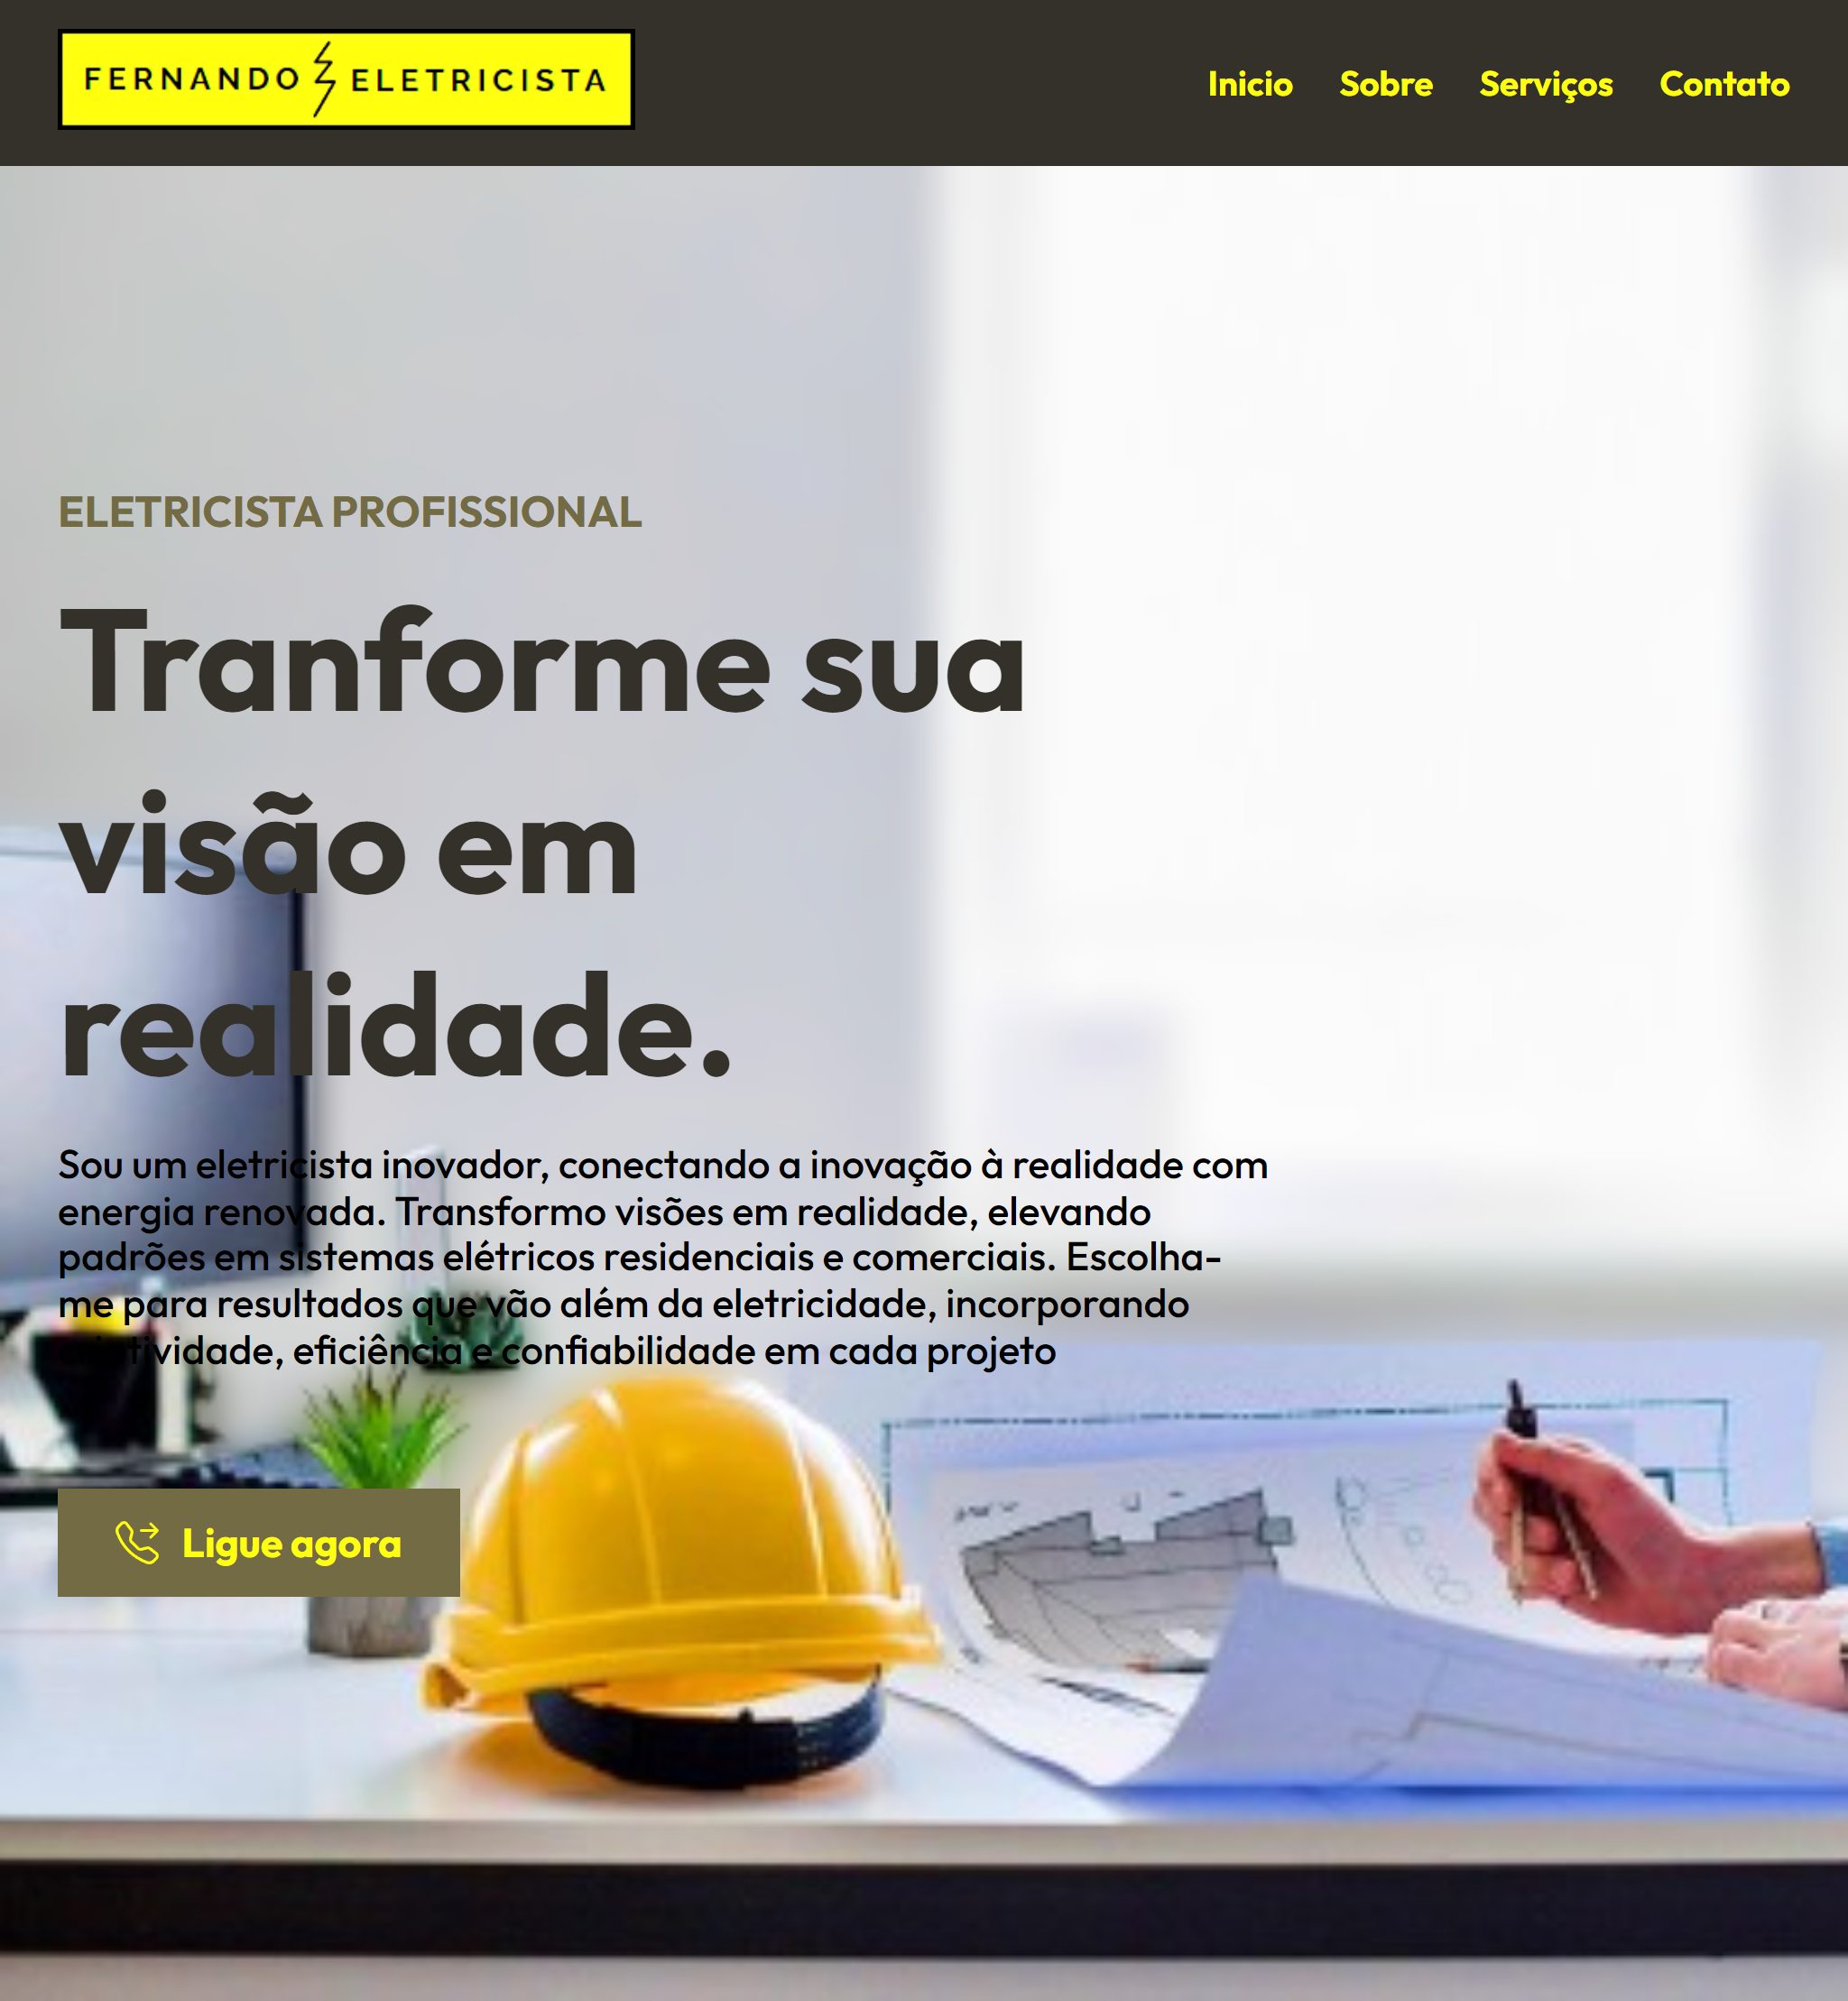 FERNANDO ELETRICISTA
Inicio Sobre Serviços Contato
ELETRICISTA PROFISSIONAL
Tranforme sua
visão em
realidade.
Sou um eletricista inovador, conectando a inovação à realidade com
energia renovada. Transformo visões em realidade, elevando
padrões em sistemas elétricos residenciais e comerciais. Escolha-
me para resultados que vão além da eletricidade, incorporando
criatividade, eficiência e confiabilidade em cada projeto
Ligue agora